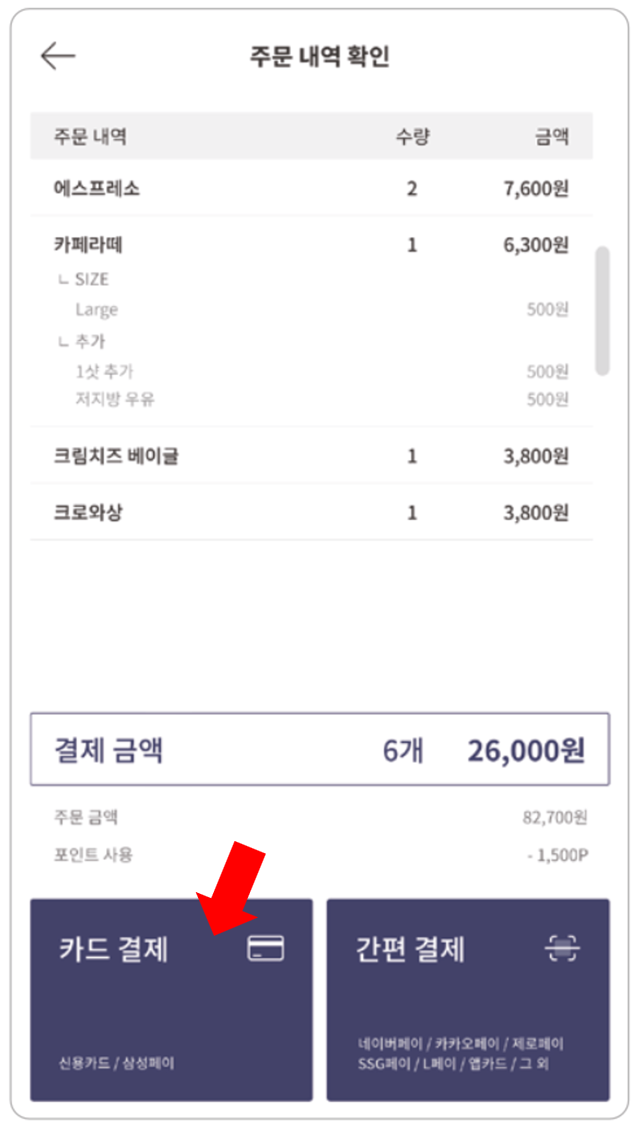 주문 내역 확인
주문 내역 수량 금액
에스프레소 2 7,600원
카페라떼 1 6,300원
ㄴ SIZE
Large 500원
ㄴ 추가
1샷 추가 500원
저지방 우유 500원
크림치즈 베이글 1 3,800원
크로와상 1 3,800원
결제 금액 6개 26,000원
주문 금액 82,700원
포인트 사용 - 1,500P
카드 결제
신용카드 / 삼성페이
간편 결제
네이버페이 / 카카오페이 / 제로페이
SSG페이 / L페이 / 앱카드 / 그 외